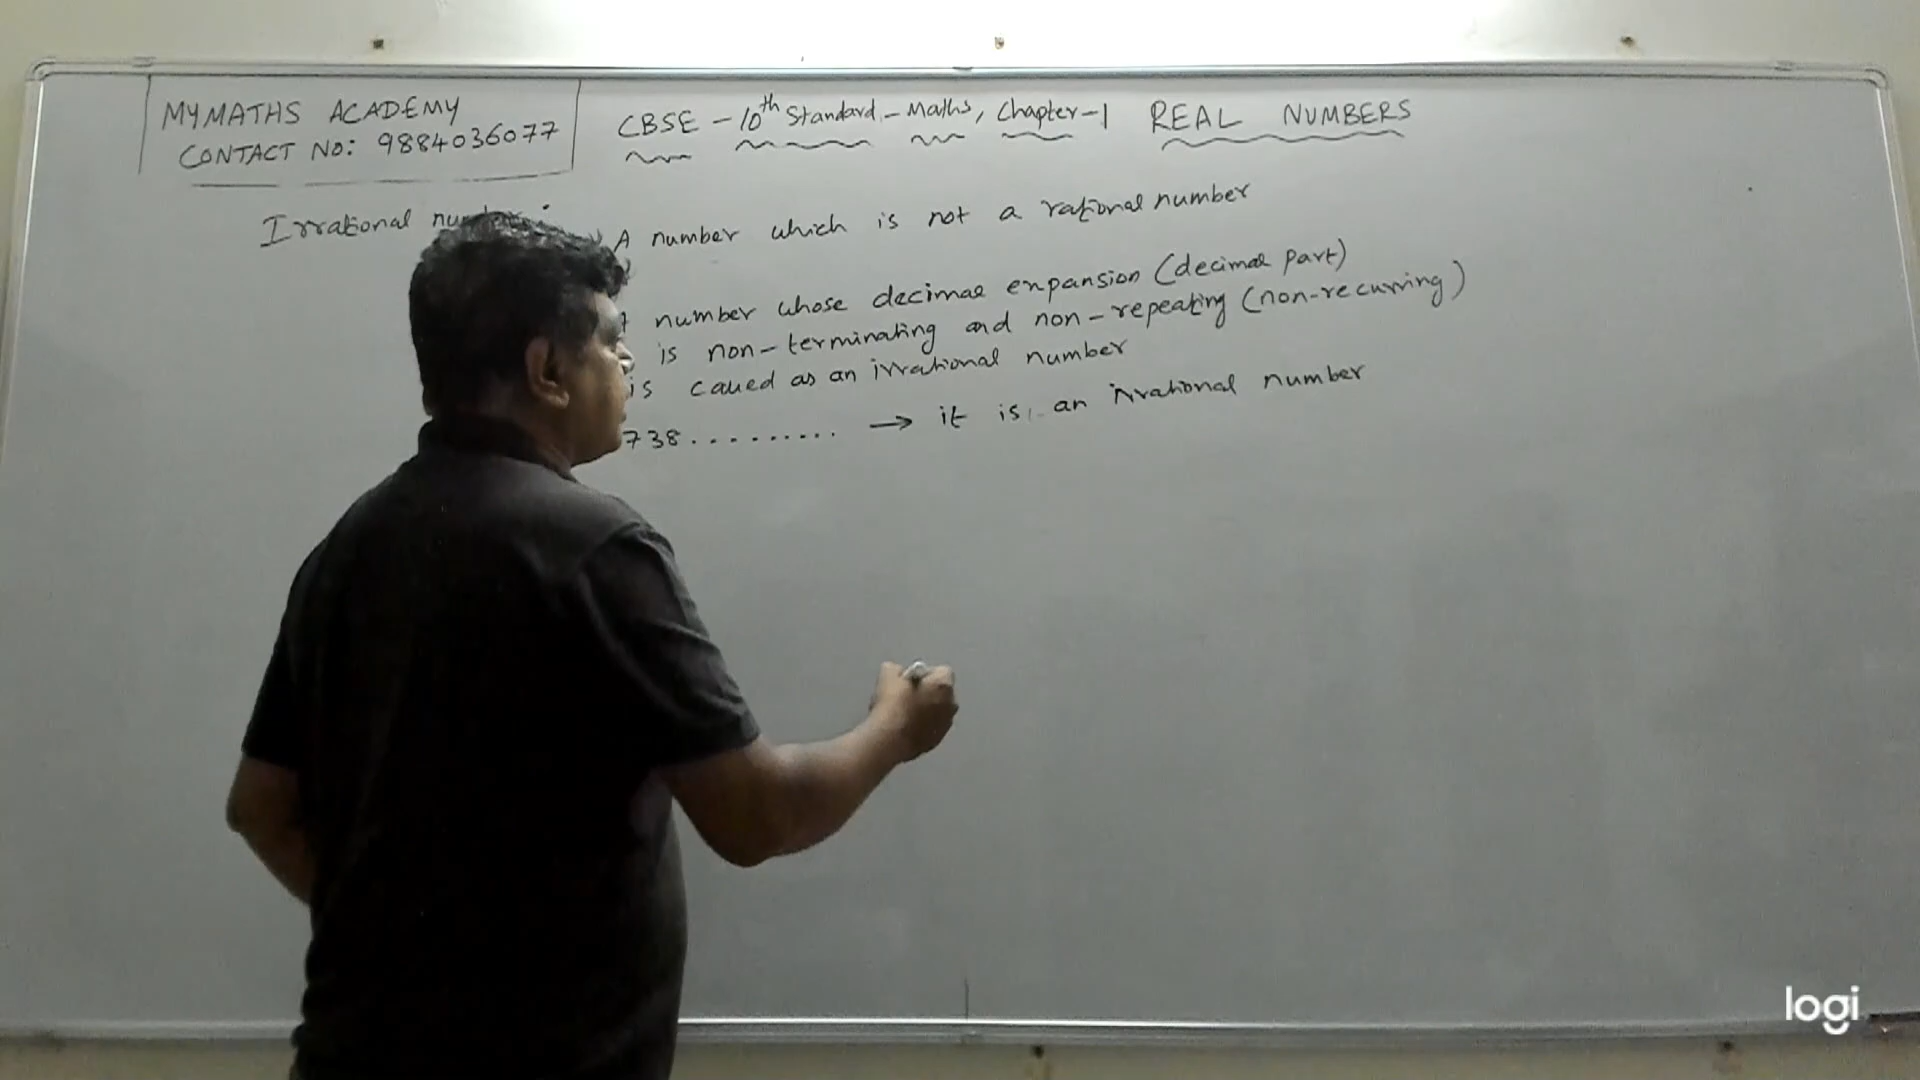 MYMATHS ACADEMY
CONTACT NO: 9884036077
CBSE - 10th Standard - Maths, Chapter-1 REAL NUMBERS
Irrational number :
A number which is not a rational number
number whose decimal expansion (decimal part)
is non-terminating and non-repeating (non-recurring)
is called as an irrational number
738......... → it is an irrational number
logi